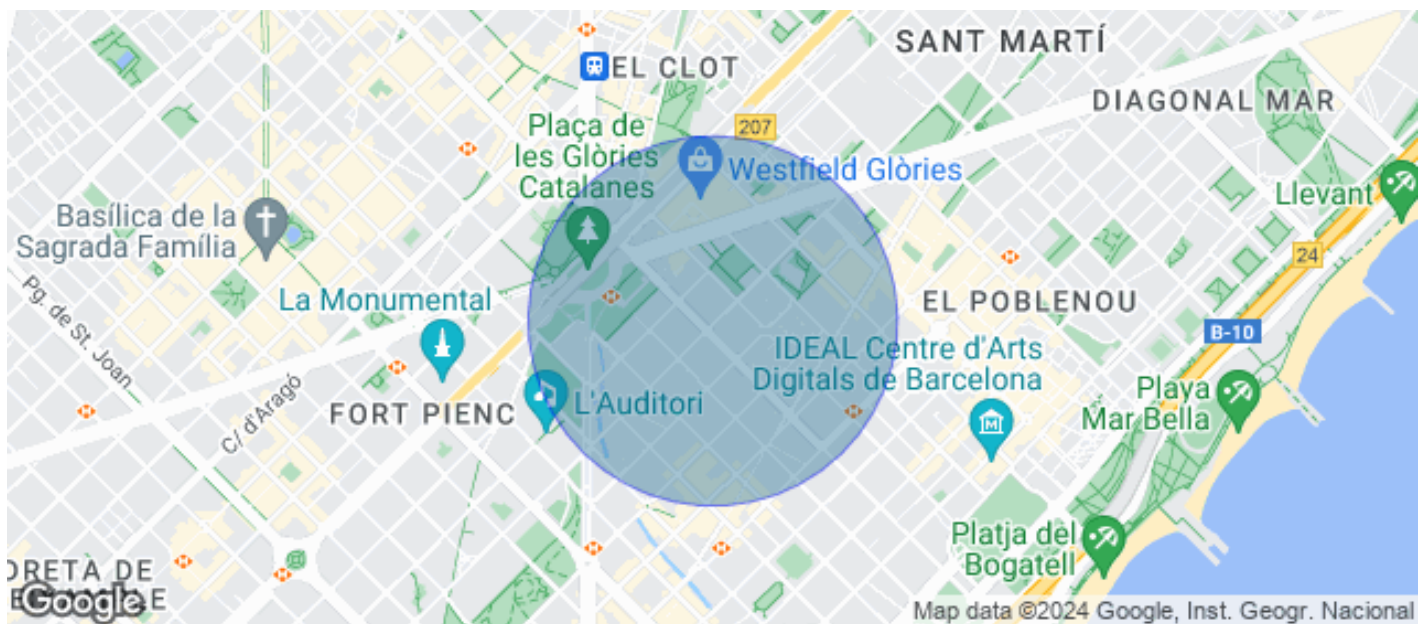 SANT MARTÍ
EL CLOT
DIAGONAL MAR
207
Plaça de
les Glòries
Catalanes
Westfield Glòries
Llevant
Basílica de la
Sagrada Família
24
La Monumental
EL POBLENOU
B-10
Pg. de St. Joan
IDEAL Centre d'Arts
Digitals de Barcelona
Playa
Mar Bella
C/ d'Aragó
FORT PIENC
L'Auditori
M
Platja del
Bogatell
DRETA DE
Google
Map data ©2024 Google, Inst. Geogr. Nacional